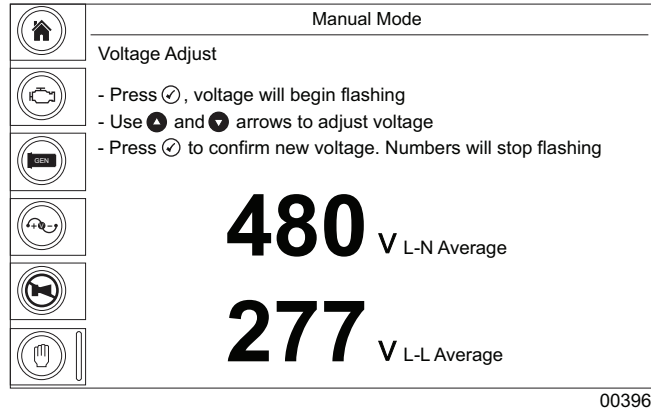 Manual Mode
Voltage Adjust
- Press ✓, voltage will begin flashing
- Use ▲ and ▼ arrows to adjust voltage
- Press ✓ to confirm new voltage. Numbers will stop flashing
GEN
480 V L-N Average
277 V L-L Average
00396